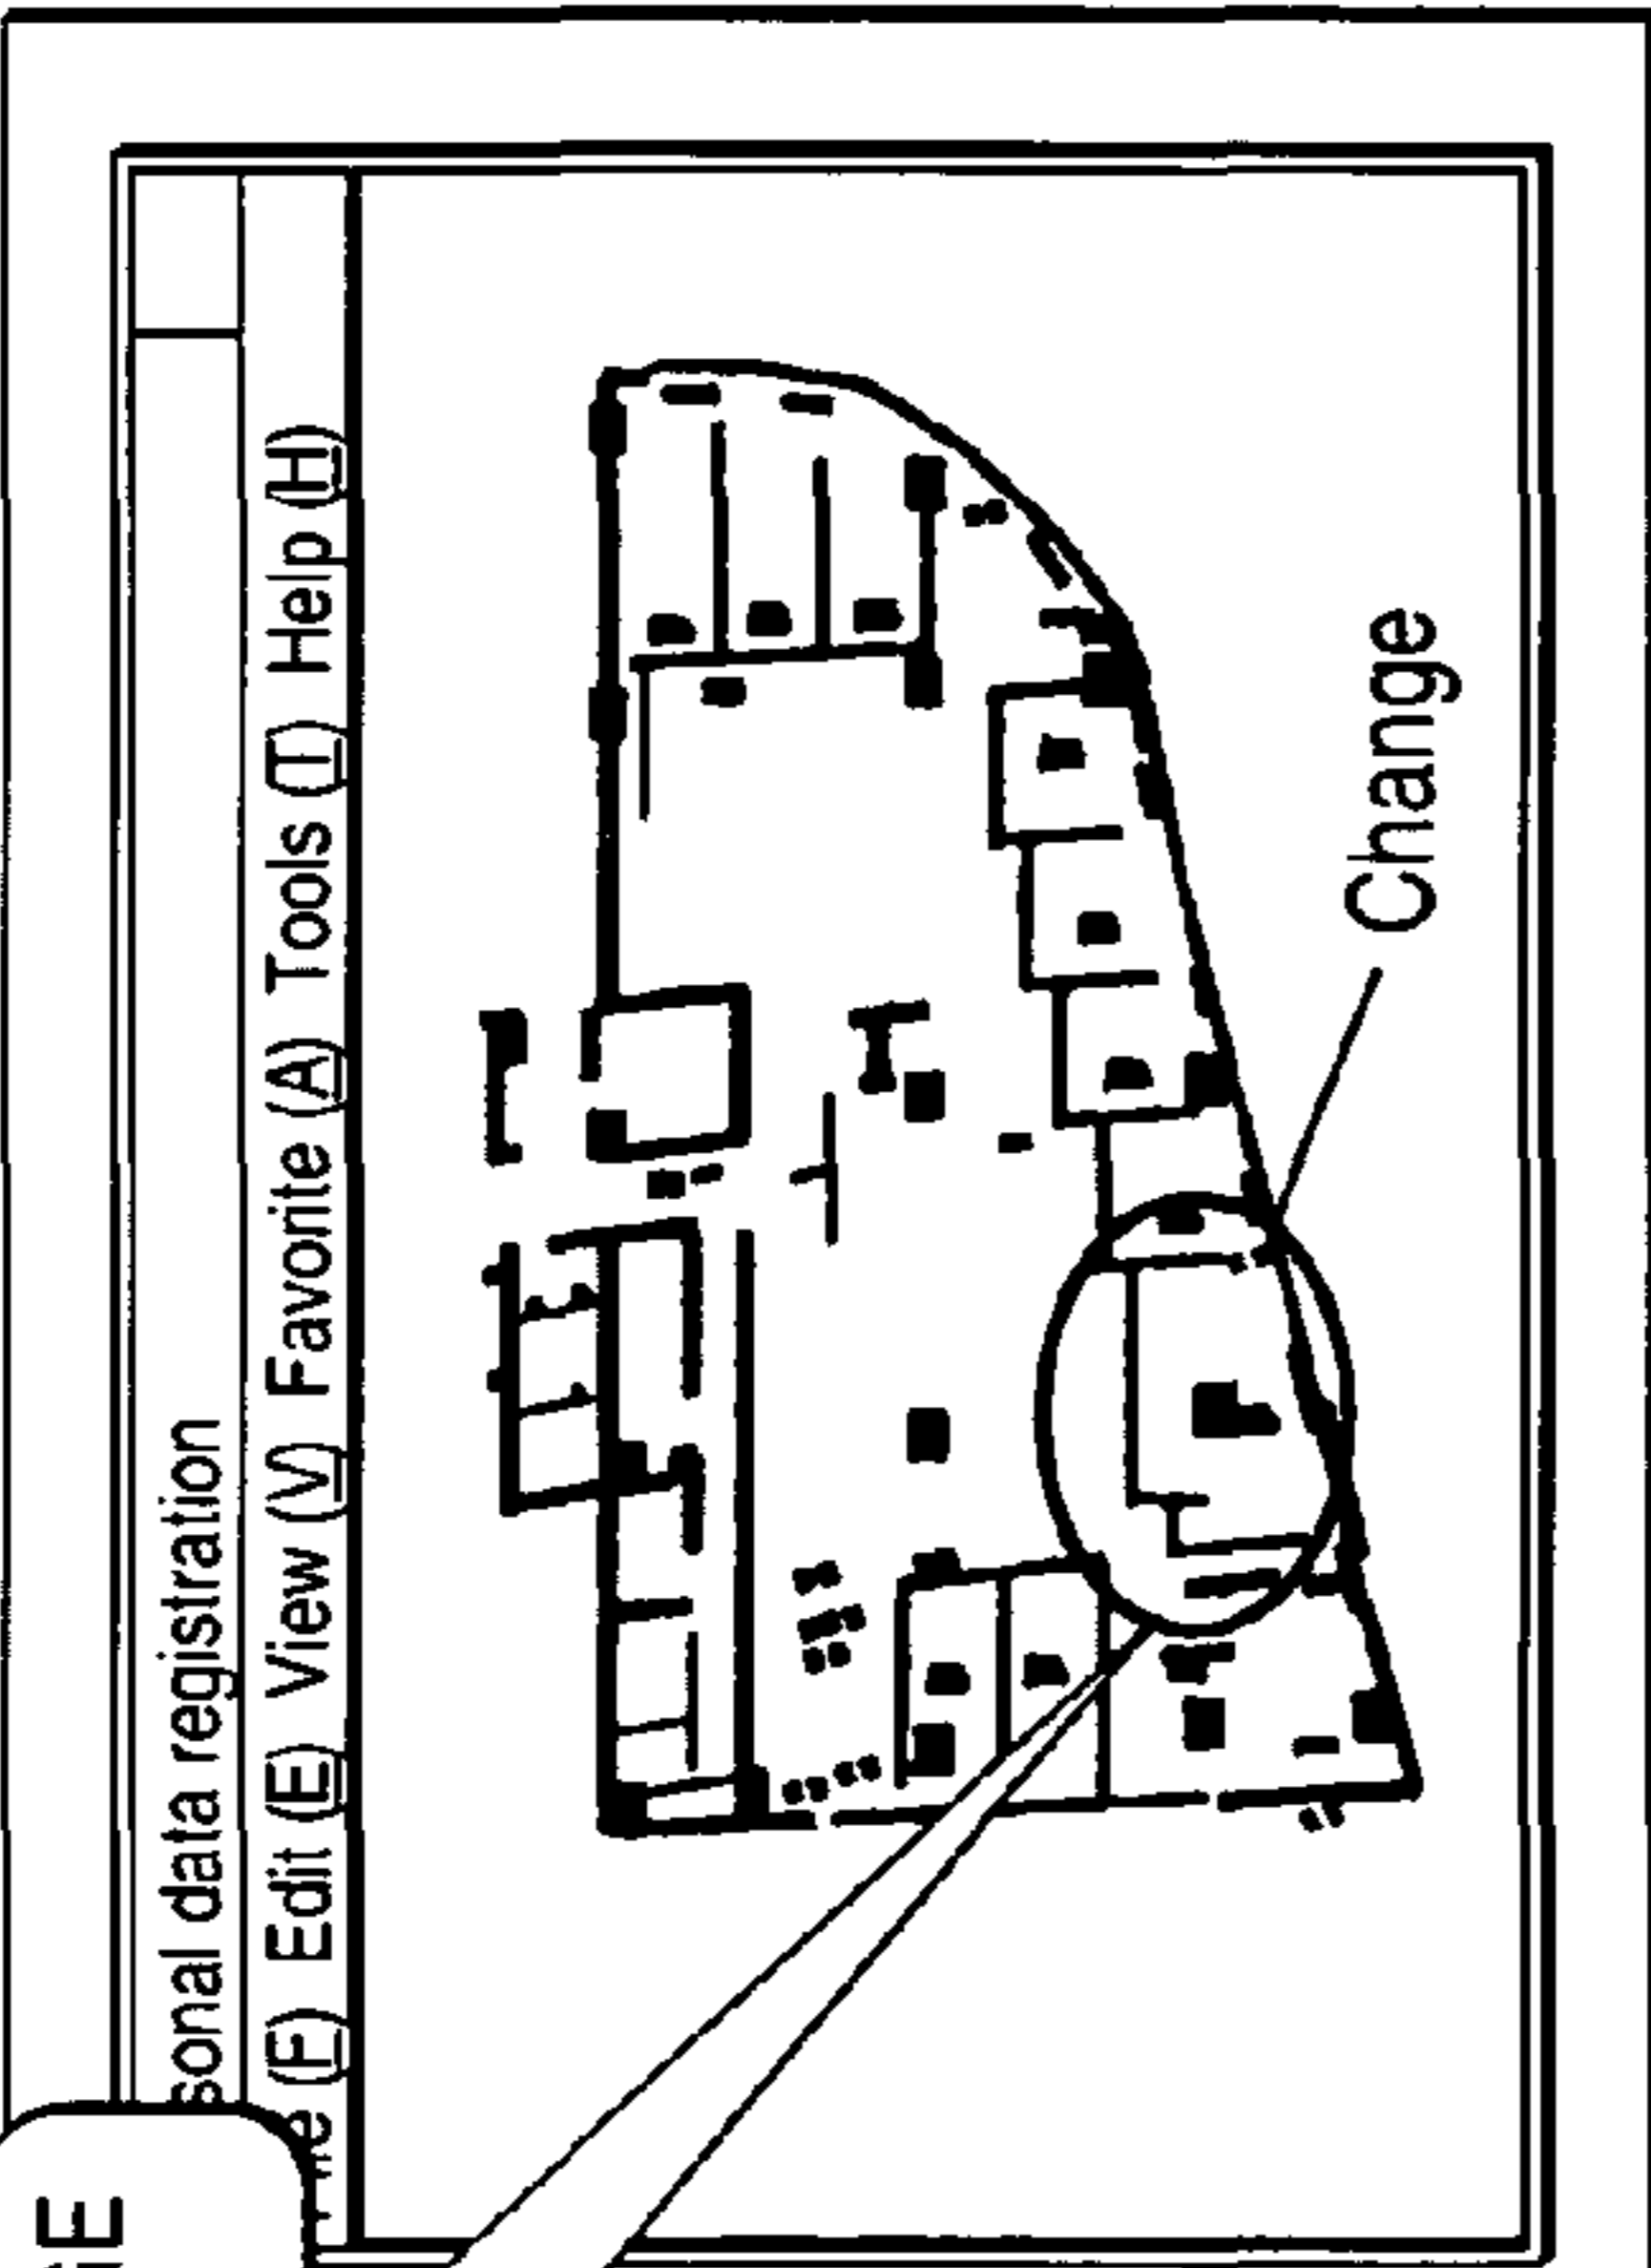 sonal data registration
(F) Edit (E) View (V) Favorite (A) Tools (T) Help (H)
Change